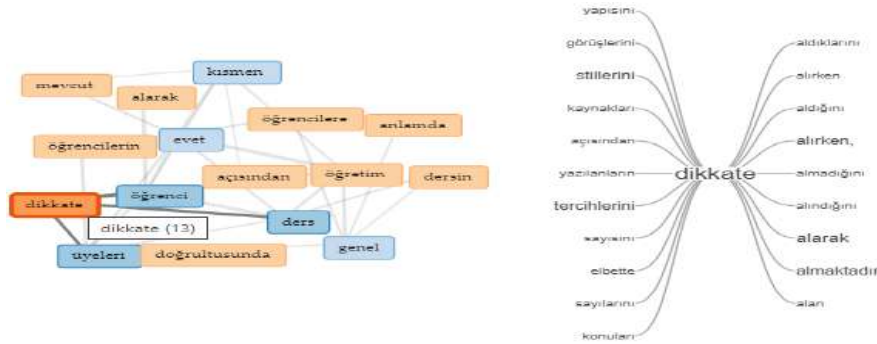 kısmen
mevcut
alarak
öğrencilere
anlamda
evet
öğrencilerin
açısından
öğretim
dersin
öğrenci
dikkate
ders
dikkate (13)
genel
üyeleri
doğrultusunda
yapısını
görüşlerini
stillerini
kaynakları
açısından
yazılanların
tercihlerini
sayısını
elbette
sayılarını
konuları
dikkate
aldıklarını
alırken
aldığını
alırken,
almadığını
alındığını
alarak
almaktadır
alan